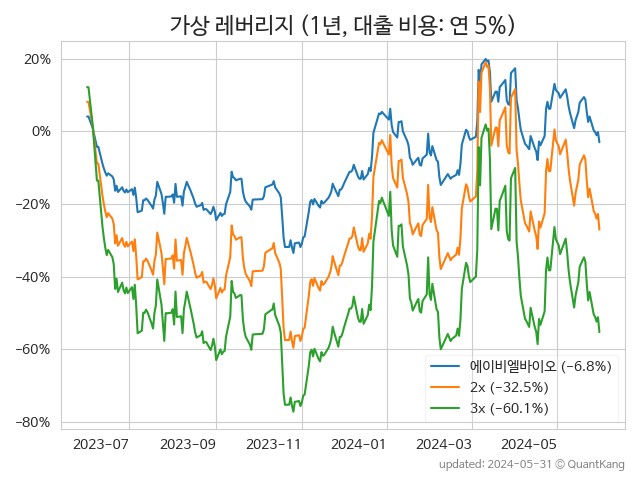 가상 레버리지 (1년, 대출 비용: 연 5%)
20%
0%
−20%
−40%
−60%
−80%
에이비엘바이오 (−6.8%)
2x (−32.5%)
3x (−60.1%)
2023-07 2023-09 2023-11 2024-01 2024-03 2024-05
updated: 2024-05-31 © QuantKang